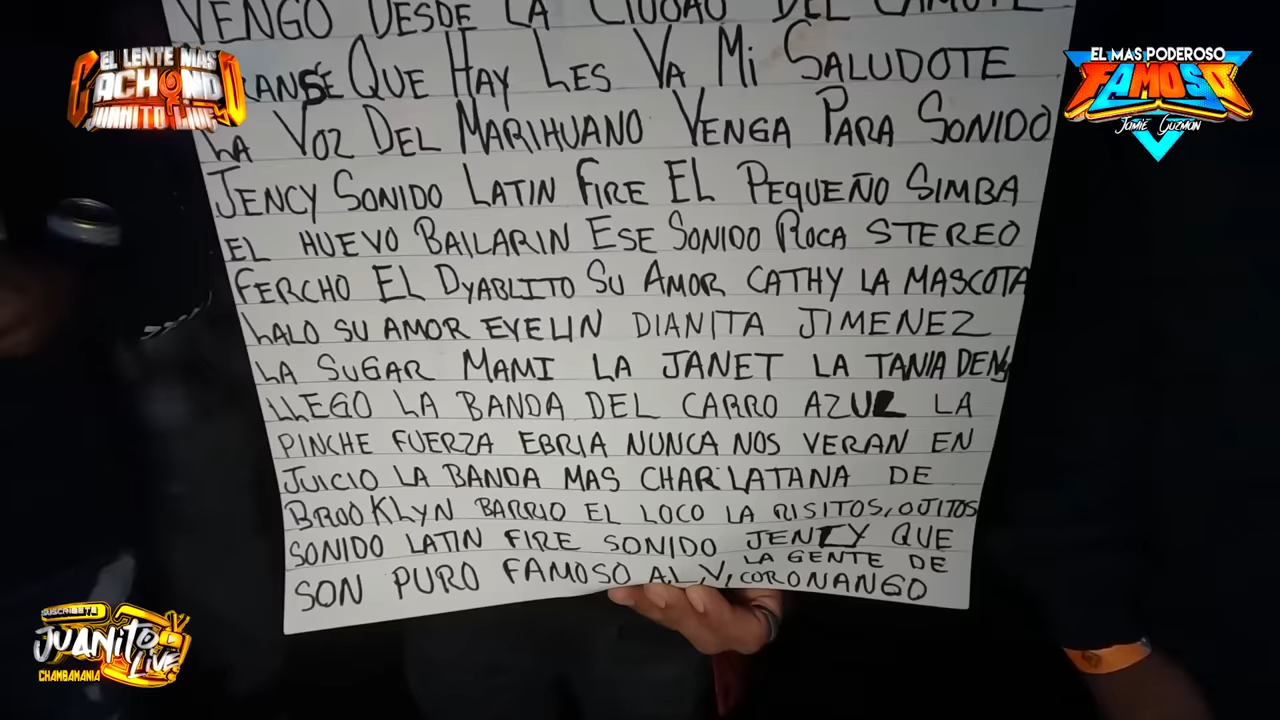 VENGO DESDE LA CIUDAD DEL CAMOTE
QUE HAY LES VA Mi SALUDOTE
LA VOZ DEL MARIHUANO VENGA PARA SONIDO
JENCY SONIDO LATIN FIRE EL PEQUEÑO SIMBA
EL HUEVO BAILARIN ESE SONIDO ROCA STEREO
FERCHO EL DYABLITO SU AMOR CATHY LA MASCOTA
LALO SU AMOR EVELIN DIANITA JIMENEZ
LA SUGAR MAMI LA JANET LA TANIA DENY
LLEGO LA BANDA DEL CARRO AZUL LA
PINCHE FUERZA EBRIA NUNCA NOS VERAN EN
JUICIO LA BANDA MAS CHARLATANA DE
BROOKLYN BARRIO EL LOCO LA RISITOS, OJITOS
SONIDO LATIN FIRE SONIDO JENCY QUE
SON PURO FAMOSO AL V, LA GENTE DE
CORONANGO
EL LENTE MAS
CACHONDO
JUANITO LIVE
EL MAS PODEROSO
FAMOSO
Jamie Guzmán
SUSCRIBETE
JUANITO
LIVE
CHAMBAMANIA